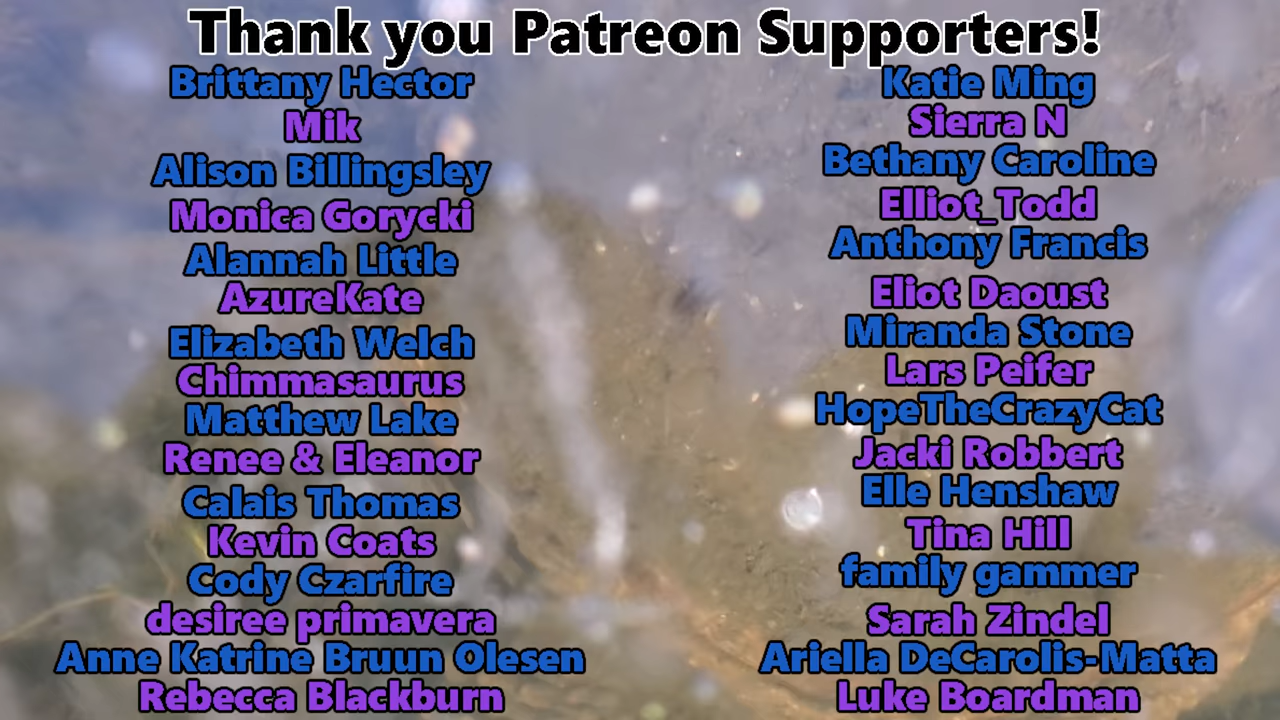 Thank you Patreon Supporters!
Brittany Hector
Mik
Alison Billingsley
Monica Gorycki
Alannah Little
AzureKate
Elizabeth Welch
Chimmasaurus
Matthew Lake
Renee & Eleanor
Calais Thomas
Kevin Coats
Cody Czarfire
desiree primavera
Anne Katrine Bruun Olesen
Rebecca Blackburn
Katie Ming
Sierra N
Bethany Caroline
Elliot_Todd
Anthony Francis
Eliot Daoust
Miranda Stone
Lars Peifer
HopeTheCrazyCat
Jacki Robbert
Elle Henshaw
Tina Hill
family gammer
Sarah Zindel
Ariella DeCarolis-Matta
Luke Boardman